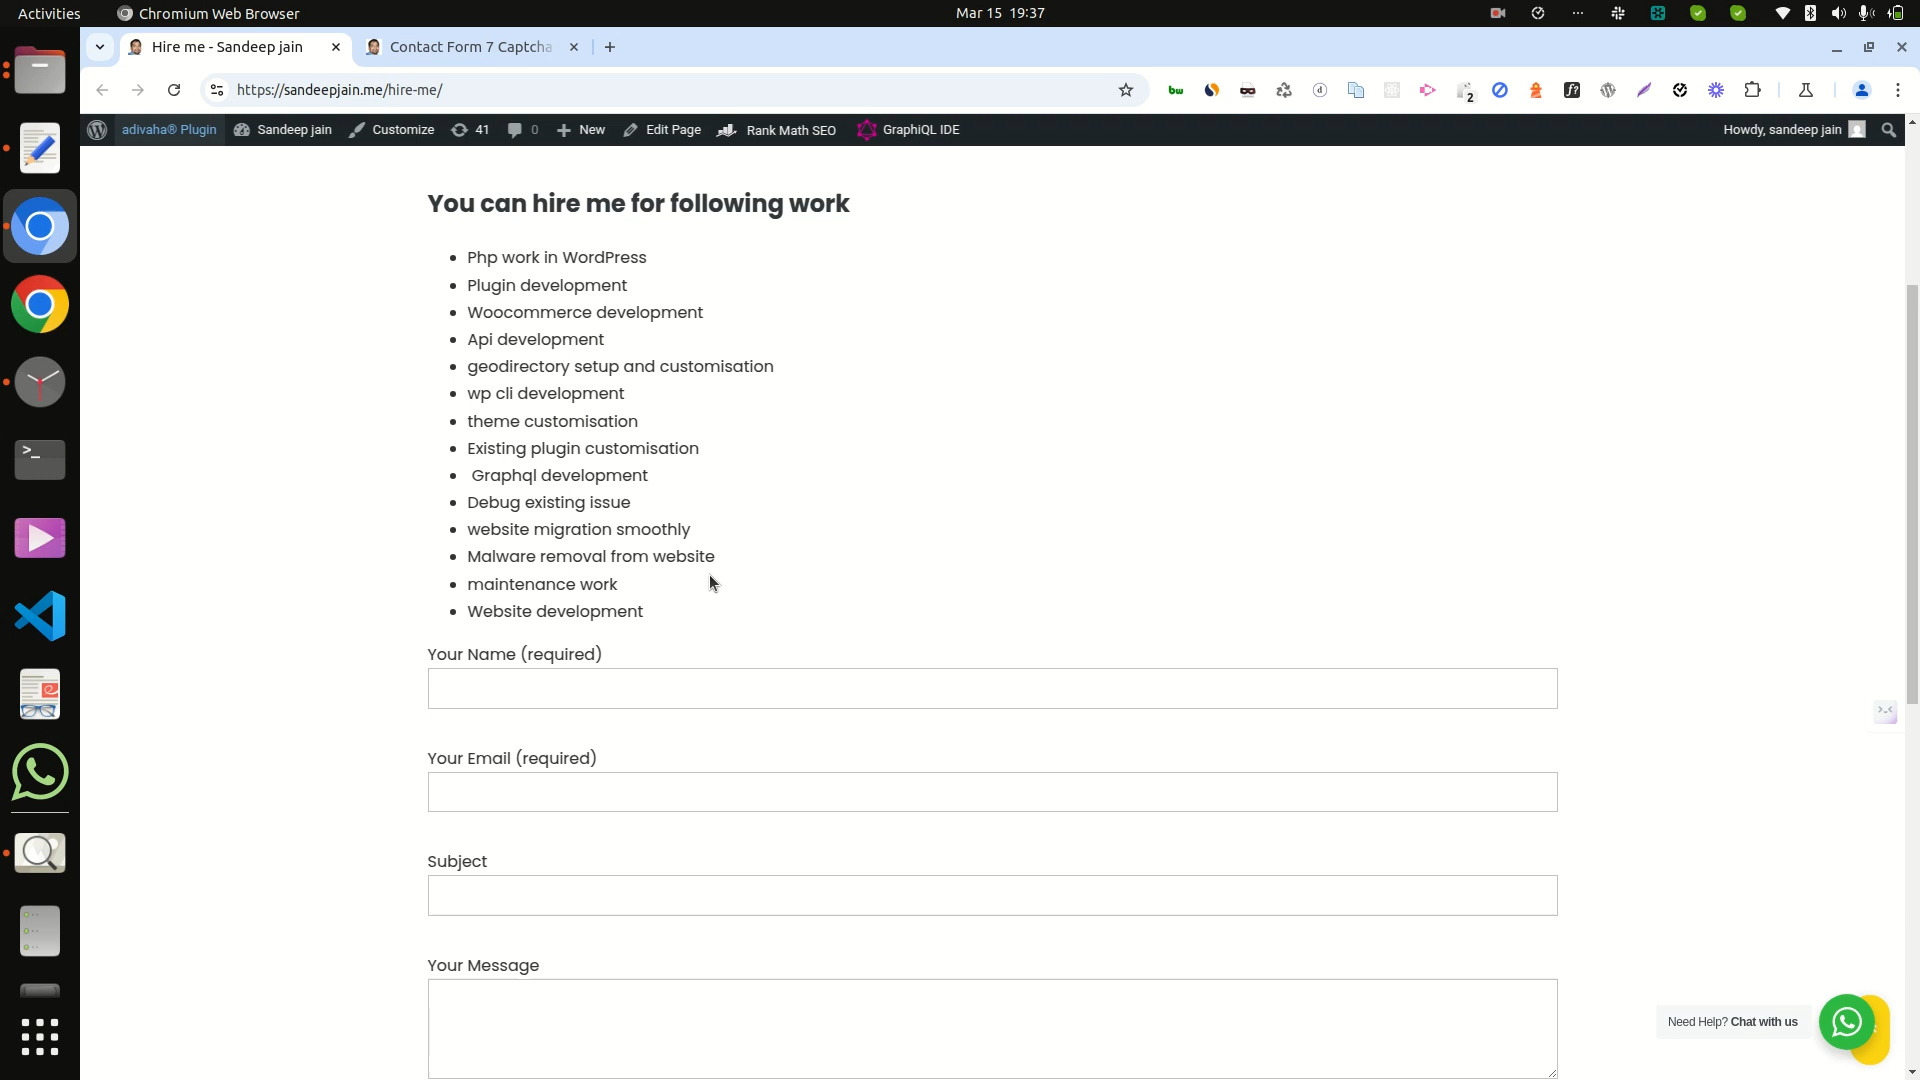 Activities Chromium Web Browser Mar 15 19:37
Hire me - Sandeep jain Contact Form 7 Captcha
https://sandeepjain.me/hire-me/ bw d 2 f?
adivaha® Plugin Sandeep jain Customize 41 0 New Edit Page Rank Math SEO GraphiQL IDE Howdy, sandeep jain
You can hire me for following work
Php work in WordPress
Plugin development
Woocommerce development
Api development
geodirectory setup and customisation
wp cli development
theme customisation
Existing plugin customisation
Graphql development
Debug existing issue
website migration smoothly
Malware removal from website
maintenance work
Website development
Your Name (required)
Your Email (required)
Subject
Your Message
Need Help? Chat with us